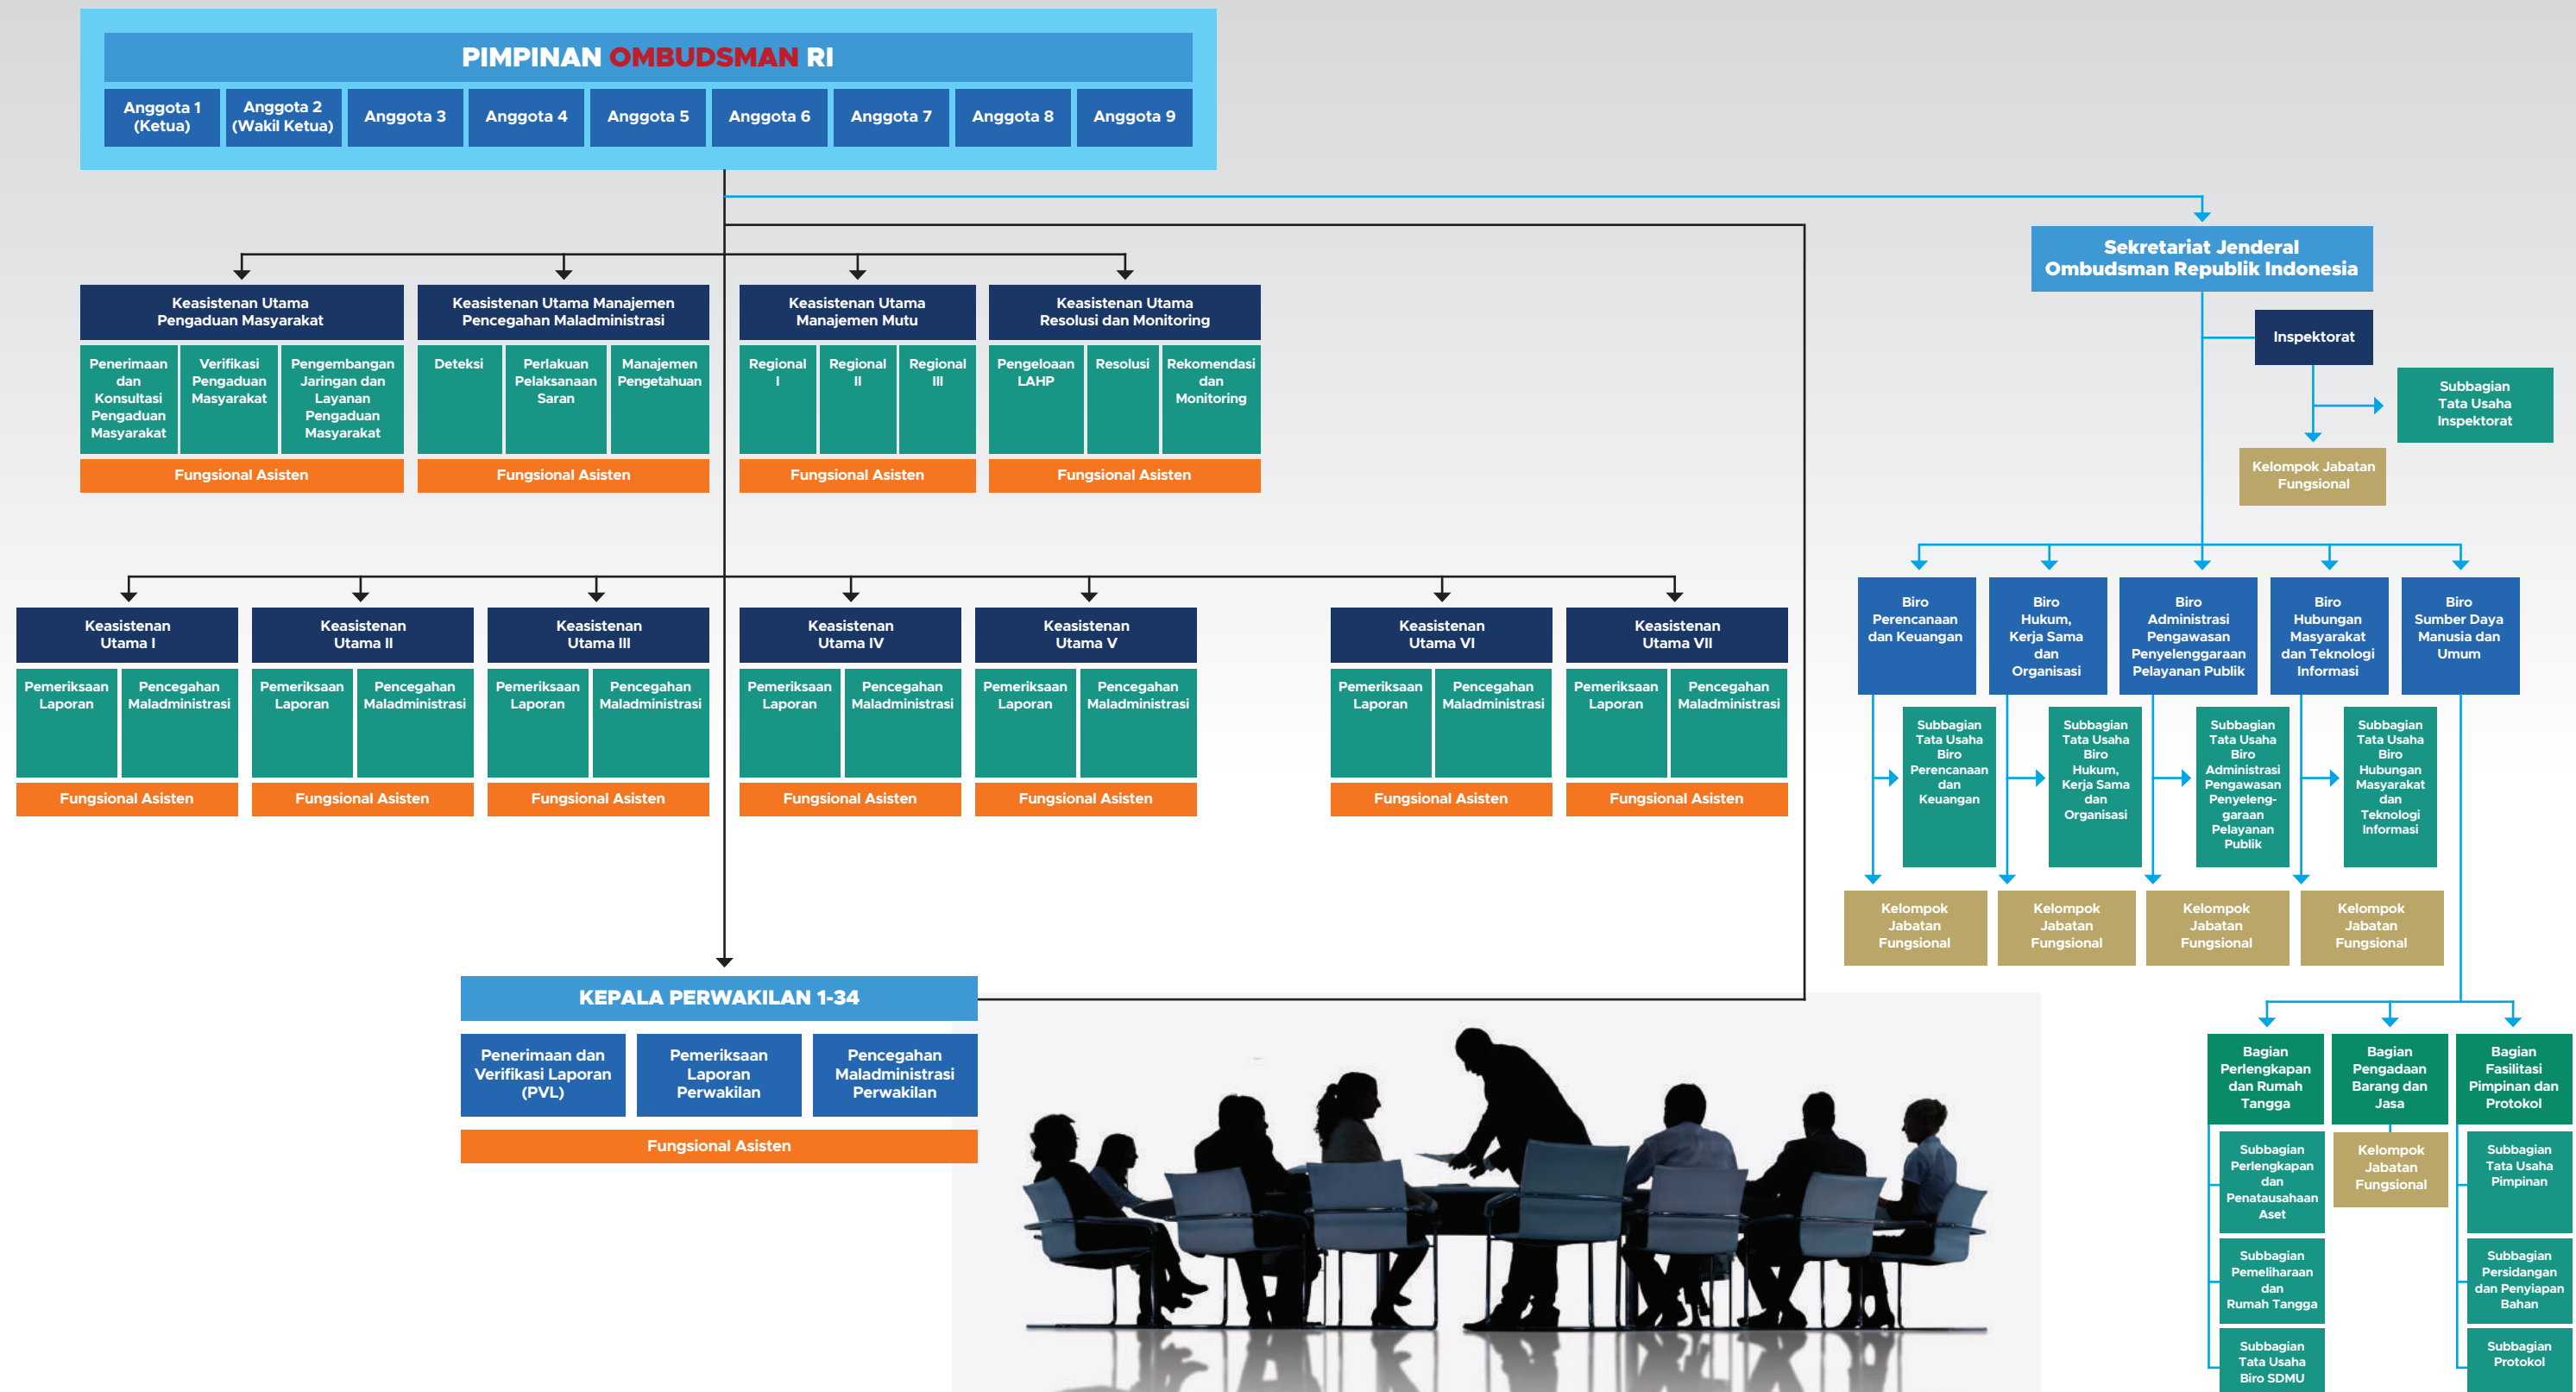 PIMPINAN OMBUDSMAN RI
Anggota 1
(Ketua)
Anggota 2
(Wakil Ketua)
Anggota 3
Anggota 4
Anggota 5
Anggota 6
Anggota 7
Anggota 8
Anggota 9
Sekretariat Jenderal
Ombudsman Republik Indonesia
Inspektorat
Subbagian
Tata Usaha
Inspektorat
Kelompok Jabatan
Fungsional
Keasistenan Utama
Pengaduan Masyarakat
Penerimaan
dan
Konsultasi
Pengaduan
Masyarakat
Verifikasi
Pengaduan
Masyarakat
Pengembangan
Jaringan dan
Layanan
Pengaduan
Masyarakat
Fungsional Asisten
Keasistenan Utama Manajemen
Pencegahan Maladministrasi
Deteksi
Perlakuan
Pelaksanaan
Saran
Manajemen
Pengetahuan
Fungsional Asisten
Keasistenan Utama
Manajemen Mutu
Regional
I
Regional
II
Regional
III
Fungsional Asisten
Keasistenan Utama
Resolusi dan Monitoring
Pengeloaan
LAHP
Resolusi
Rekomendasi
dan
Monitoring
Fungsional Asisten
Keasistenan
Utama I
Pemeriksaan
Laporan
Pencegahan
Maladministrasi
Fungsional Asisten
Keasistenan
Utama II
Pemeriksaan
Laporan
Pencegahan
Maladministrasi
Fungsional Asisten
Keasistenan
Utama III
Pemeriksaan
Laporan
Pencegahan
Maladministrasi
Fungsional Asisten
Keasistenan
Utama IV
Pemeriksaan
Laporan
Pencegahan
Maladministrasi
Fungsional Asisten
Keasistenan
Utama V
Pemeriksaan
Laporan
Pencegahan
Maladministrasi
Fungsional Asisten
Keasistenan
Utama VI
Pemeriksaan
Laporan
Pencegahan
Maladministrasi
Fungsional Asisten
Keasistenan
Utama VII
Pemeriksaan
Laporan
Pencegahan
Maladministrasi
Fungsional Asisten
Biro
Perencanaan
dan Keuangan
Biro
Hukum,
Kerja Sama
dan
Organisasi
Biro
Administrasi
Pengawasan
Penyelenggaraan
Pelayanan Publik
Biro
Hubungan
Masyarakat
dan Teknologi
Informasi
Biro
Sumber Daya
Manusia dan
Umum
Subbagian
Tata Usaha
Biro
Perencanaan
dan
Keuangan
Subbagian
Tata Usaha
Biro
Hukum,
Kerja Sama
dan
Organisasi
Subbagian
Tata Usaha
Biro
Administrasi
Pengawasan
Penyeleng-
garaan
Pelayanan
Publik
Subbagian
Tata Usaha
Biro
Hubungan
Masyarakat
dan
Teknologi
Informasi
Kelompok
Jabatan
Fungsional
Kelompok
Jabatan
Fungsional
Kelompok
Jabatan
Fungsional
Kelompok
Jabatan
Fungsional
KEPALA PERWAKILAN 1-34
Penerimaan dan
Verifikasi Laporan
(PVL)
Pemeriksaan
Laporan
Perwakilan
Pencegahan
Maladministrasi
Perwakilan
Fungsional Asisten
Bagian
Perlengkapan
dan Rumah
Tangga
Bagian
Pengadaan
Barang dan
Jasa
Bagian
Fasilitasi
Pimpinan dan
Protokol
Subbagian
Perlengkapan
dan
Penatausahaan
Aset
Kelompok
Jabatan
Fungsional
Subbagian
Tata Usaha
Pimpinan
Subbagian
Pemeliharaan
dan
Rumah Tangga
Subbagian
Persidangan
dan Penyiapan
Bahan
Subbagian
Tata Usaha
Biro SDMU
Subbagian
Protokol